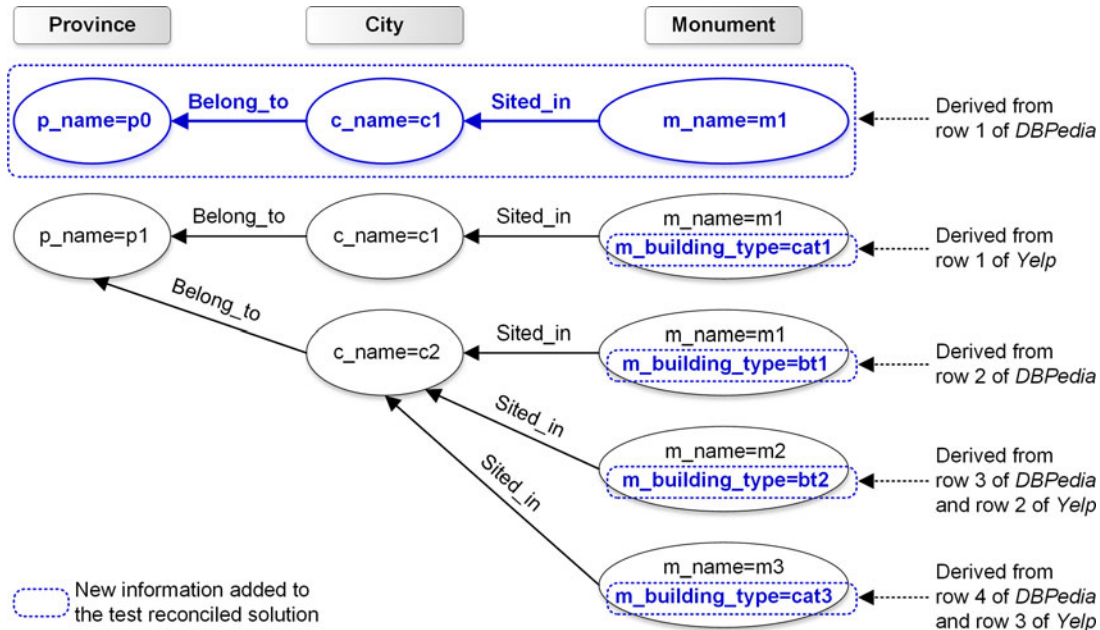 Province
City
Monument
p_name=p0
Belong_to
c_name=c1
Sited_in
m_name=m1
Derived from
row 1 of DBPedia
p_name=p1
Belong_to
c_name=c1
Sited_in
m_name=m1
m_building_type=cat1
Derived from
row 1 of Yelp
Belong_to
c_name=c2
Sited_in
m_name=m1
m_building_type=bt1
Derived from
row 2 of DBPedia
Sited_in
m_name=m2
m_building_type=bt2
Derived from
row 3 of DBPedia
and row 2 of Yelp
Sited_in
m_name=m3
m_building_type=cat3
Derived from
row 4 of DBPedia
and row 3 of Yelp
New information added to
the test reconciled solution